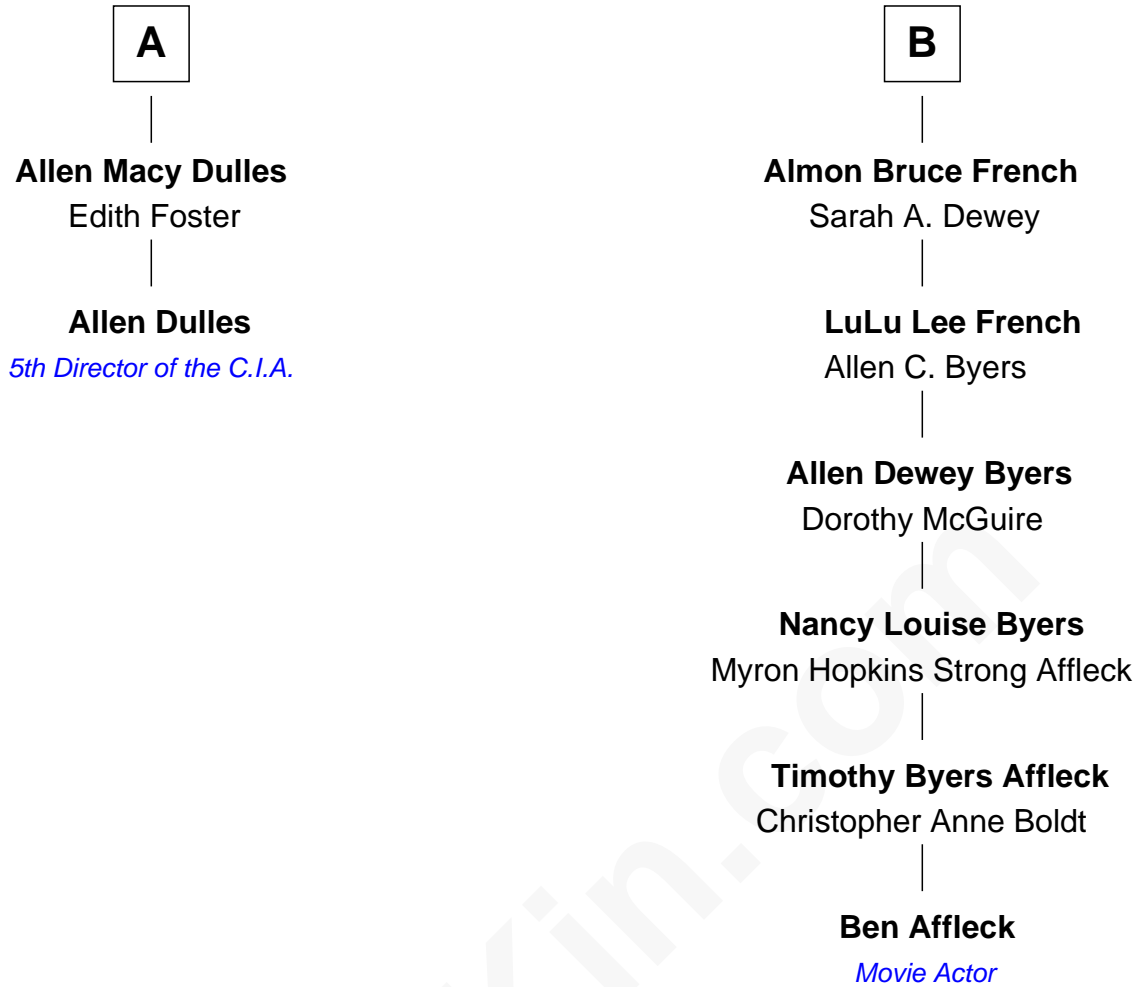 A
Allen Macy Dulles
Edith Foster
Allen Dulles
5th Director of the C.I.A.
B
Almon Bruce French
Sarah A. Dewey
LuLu Lee French
Allen C. Byers
Allen Dewey Byers
Dorothy McGuire
Nancy Louise Byers
Myron Hopkins Strong Affleck
Timothy Byers Affleck
Christopher Anne Boldt
Ben Affleck
Movie Actor
Kin.com